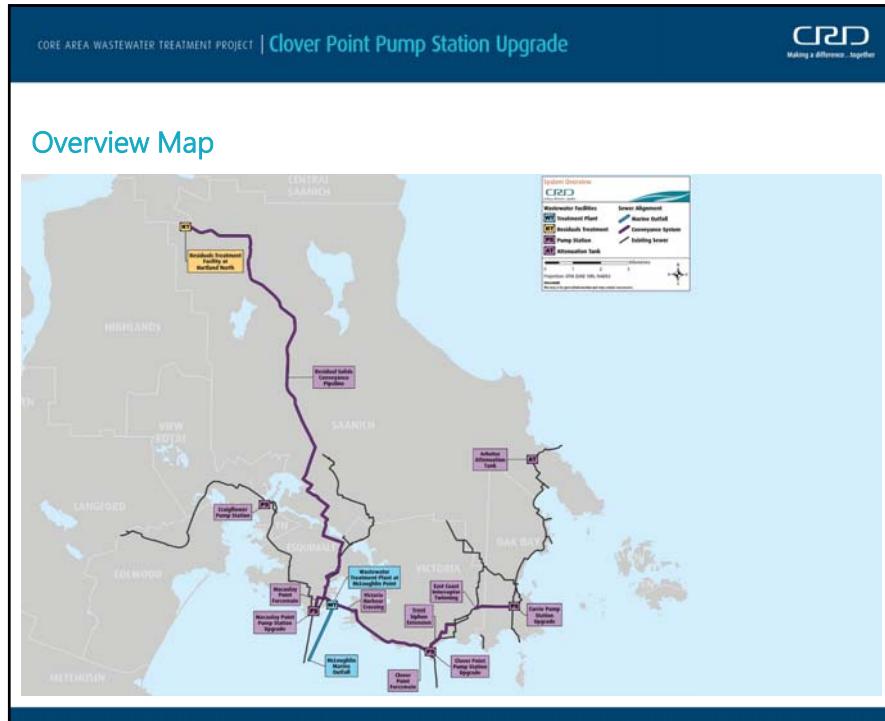 CORE AREA WASTEWATER TREATMENT PROJECT | Clover Point Pump Station Upgrade
CRD
Making a difference...together
Overview Map
System Overview
CRD
Wastewater Facilities
Sewer Alignment
WT Treatment Plant
Marine Outfall
RT Residuals Treatment
Conveyance System
PS Pump Station
Existing Sewer
AT Attenuation Tank
0 1 2 3 Kilometres
CENTRAL
SAANICH
RT
Residuals Treatment
Facility at
Hartland North
HIGHLANDS
Residual Solids
Conveyance
Pipeline
SAANICH
VIEW
ROYAL
Arbutus
Attenuation
Tank
AT
LANGFORD
Craigflower
Pump Station
PS
ESQUIMALT
OAK BAY
COLWOOD
VICTORIA
Wastewater
Treatment Plant at
McLoughlin Point
East Coast
Interceptor
Twinning
Macaulay
Point
Forcemain
Victoria
Harbour
Crossing
WT
PS
Trent
Siphon
Extension
PS
Currie Pump
Station
Upgrade
Macaulay Point
Pump Station
Upgrade
PS
McLoughlin
Marine
Outfall
Clover
Point
Forcemain
Clover Point
Pump Station
Upgrade
METCHOSIN